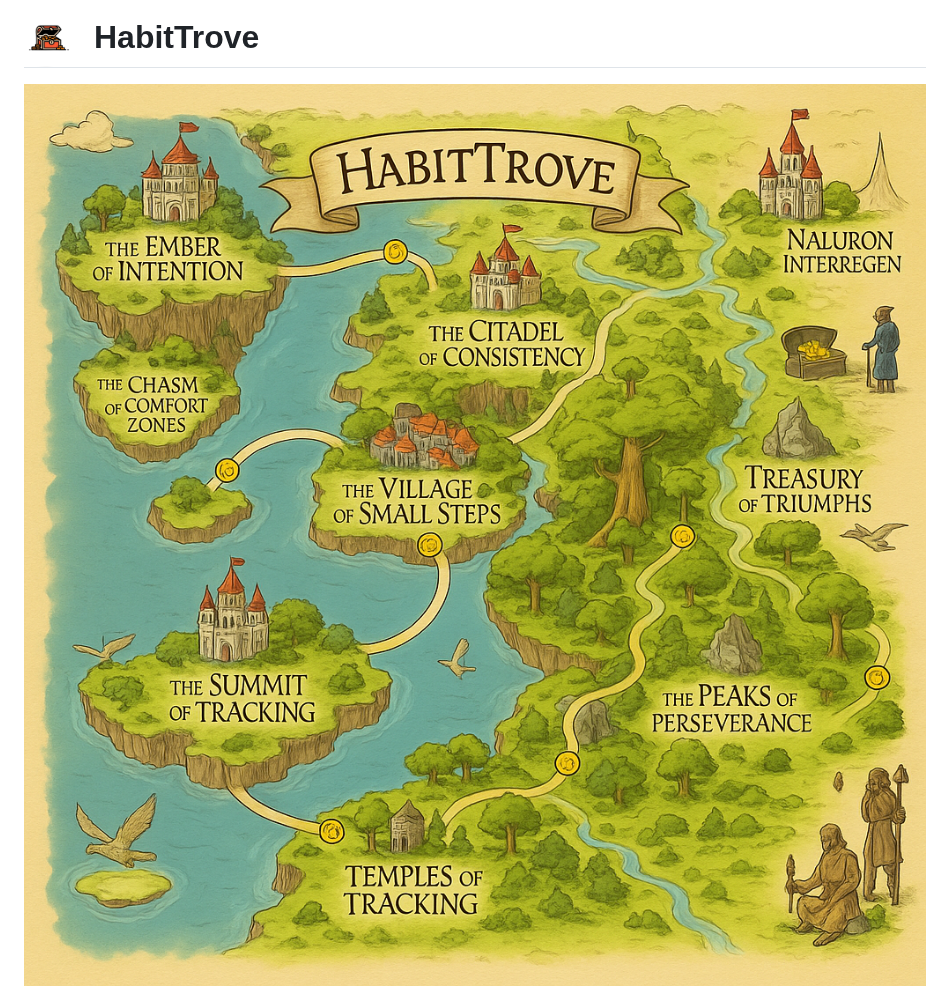 HabitTrove
HABITTROVE
THE EMBER
OF INTENTION
NALURON
INTERREGEN
THE CITADEL
OF CONSISTENCY
THE CHASM
OF COMFORT
ZONES
THE VILLAGE
OF SMALL STEPS
TREASURY
OF TRIUMPHS
THE SUMMIT
OF TRACKING
THE PEAKS OF
PERSEVERANCE
TEMPLES OF
TRACKING